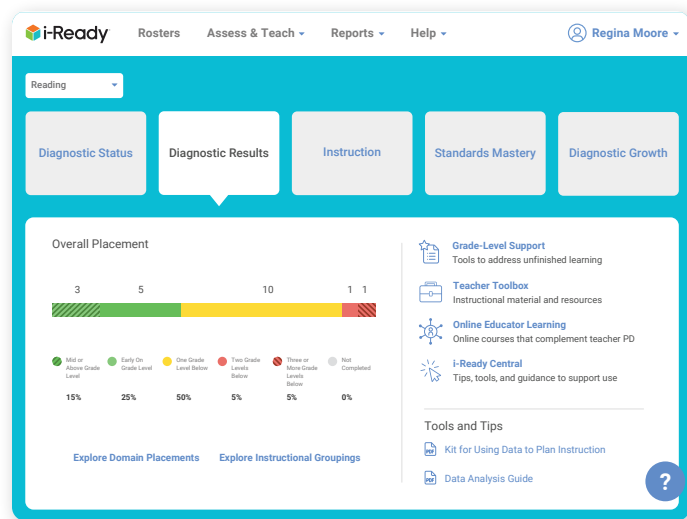 i-Ready
Rosters
Assess & Teach
Reports
Help
Regina Moore
Reading
Diagnostic Status
Diagnostic Results
Instruction
Standards Mastery
Diagnostic Growth
Overall Placement
3
5
10
1
1
Mid or
Above Grade
Level
15%
Early On
Grade Level
25%
One Grade
Level Below
50%
Two Grade
Levels
Below
5%
Three or
More Grade
Levels
Below
5%
Not
Completed
0%
Explore Domain Placements
Explore Instructional Groupings
Grade-Level Support
Tools to address unfinished learning
Teacher Toolbox
Instructional material and resources
Online Educator Learning
Online courses that complement teacher PD
i-Ready Central
Tips, tools, and guidance to support use
Tools and Tips
PDF
Kit for Using Data to Plan Instruction
PDF
Data Analysis Guide
?